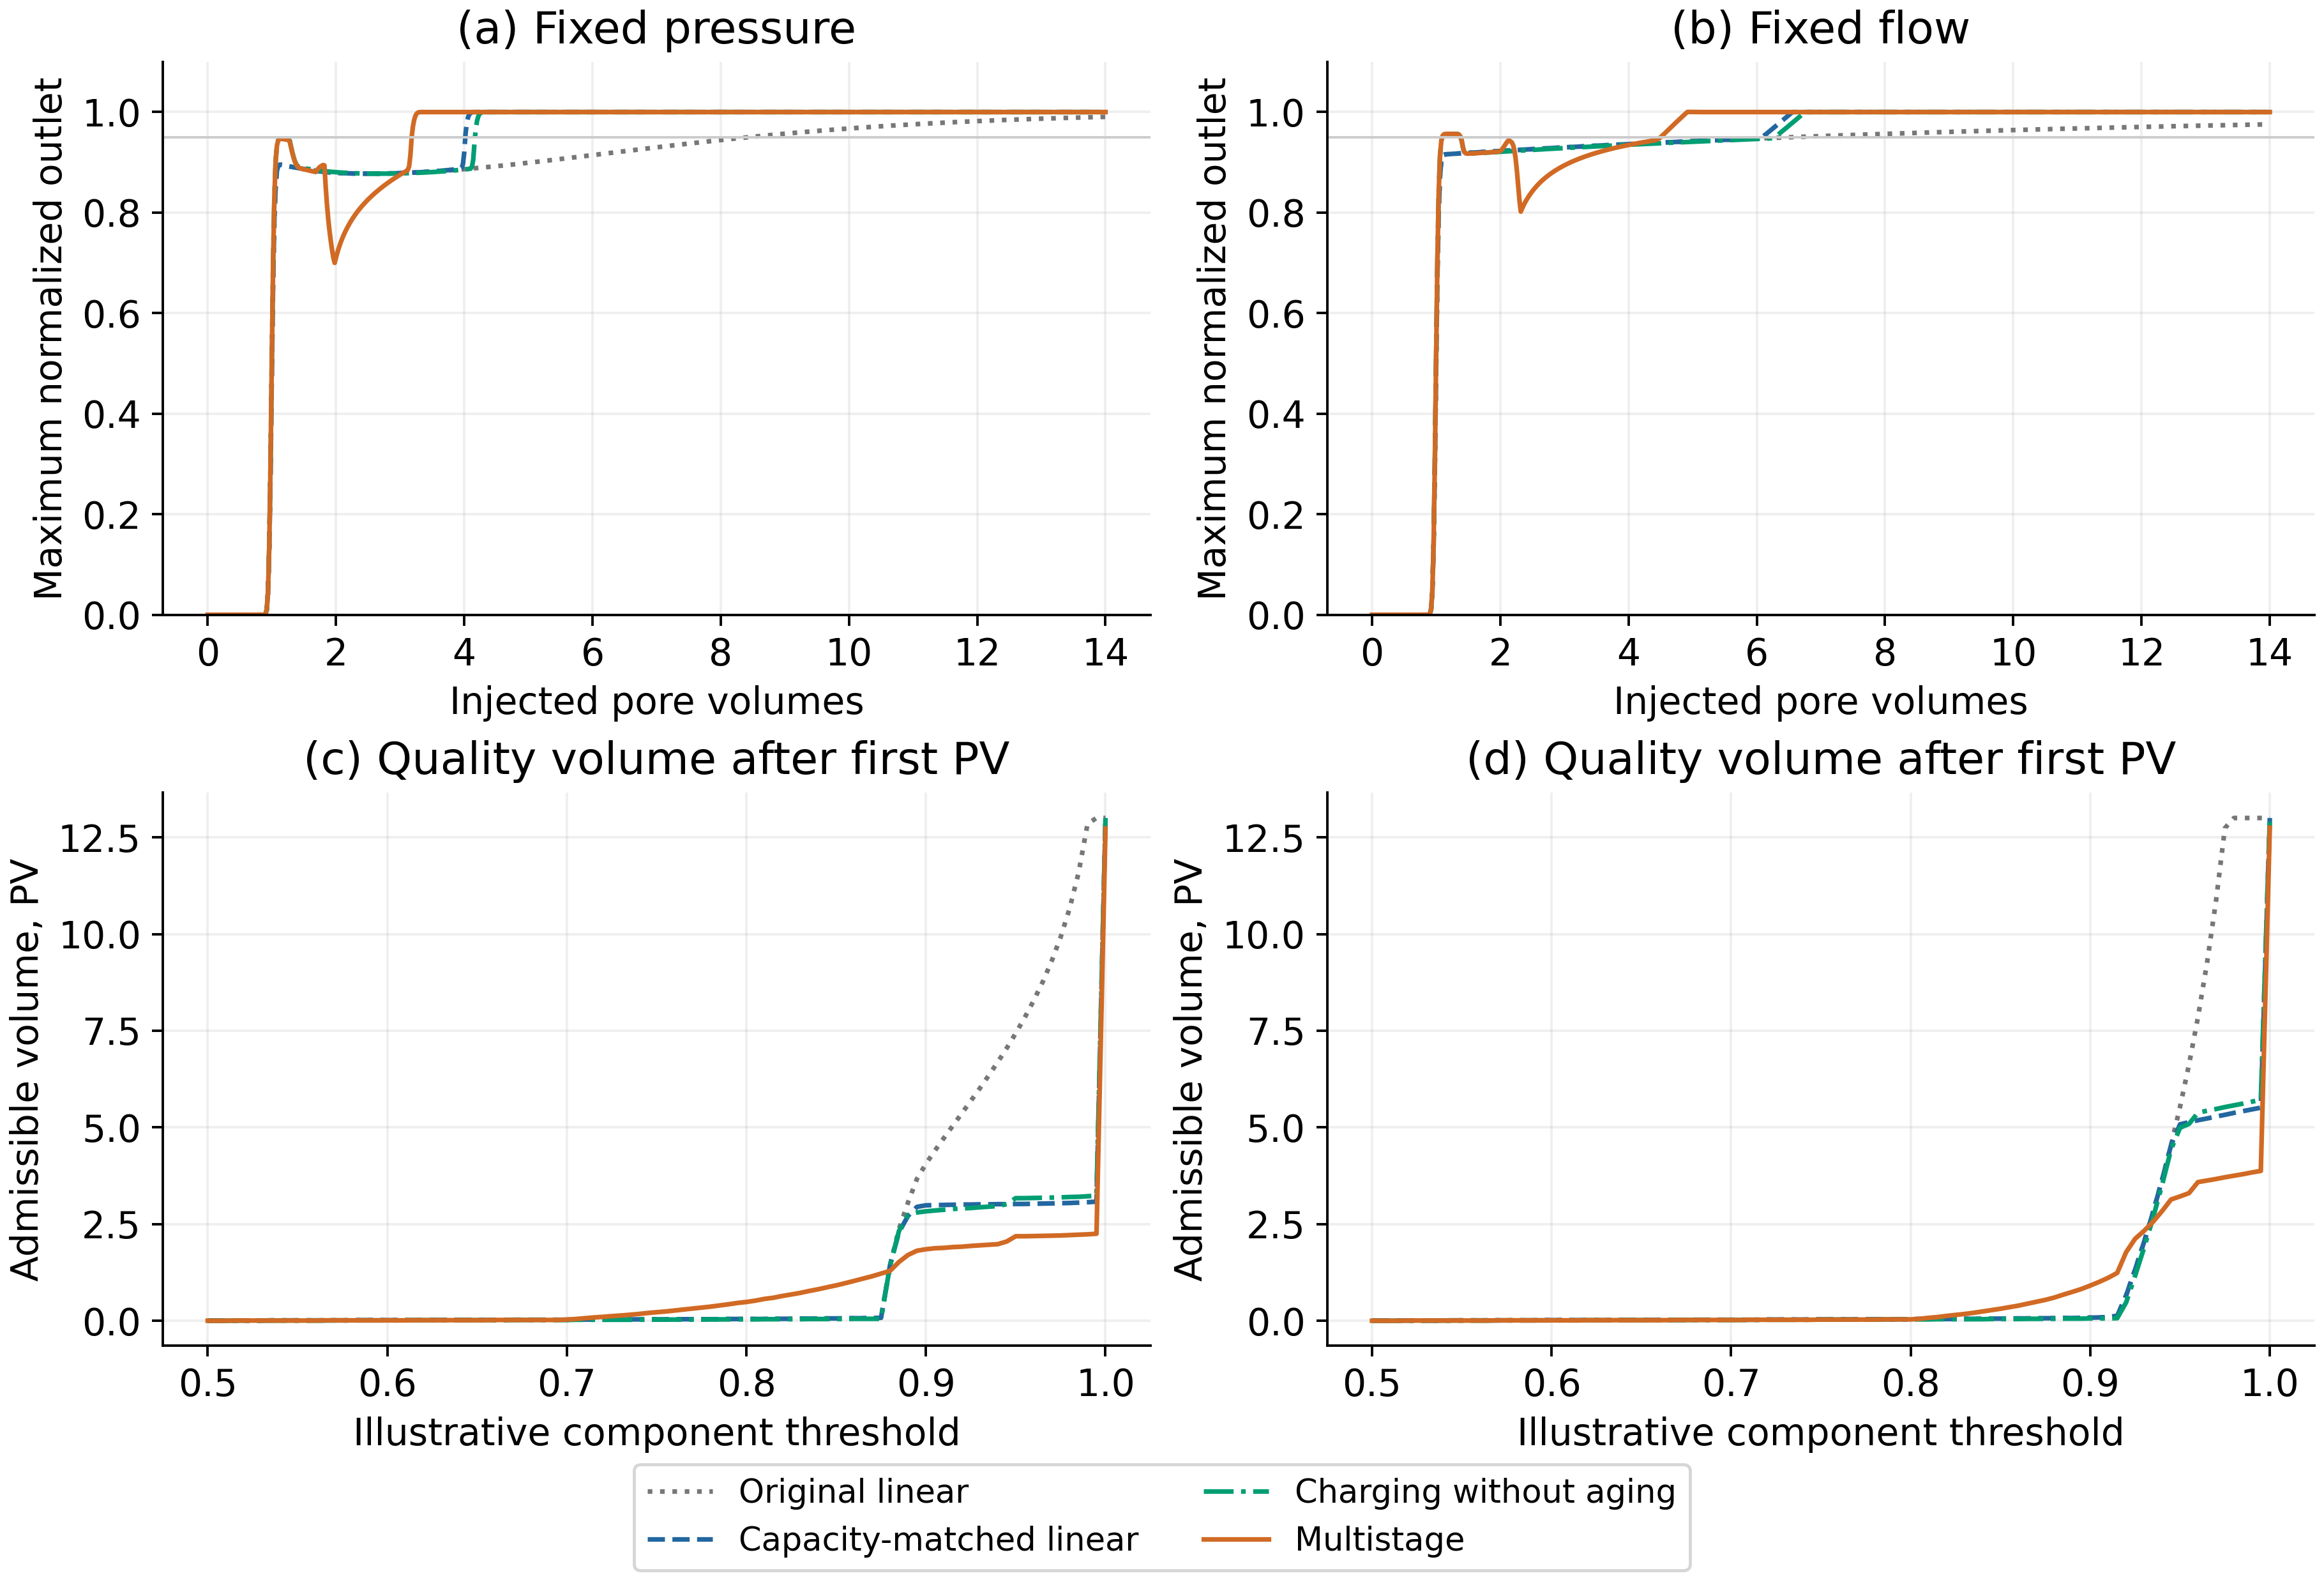 (a) Fixed pressure
Maximum normalized outlet
1.0
0.8
0.6
0.4
0.2
0.0
0 2 4 6 8 10 12 14
Injected pore volumes
(b) Fixed flow
Maximum normalized outlet
1.0
0.8
0.6
0.4
0.2
0.0
0 2 4 6 8 10 12 14
Injected pore volumes
(c) Quality volume after first PV
Admissible volume, PV
12.5
10.0
7.5
5.0
2.5
0.0
0.5 0.6 0.7 0.8 0.9 1.0
Illustrative component threshold
(d) Quality volume after first PV
Admissible volume, PV
12.5
10.0
7.5
5.0
2.5
0.0
0.5 0.6 0.7 0.8 0.9 1.0
Illustrative component threshold
Original linear
Capacity-matched linear
Charging without aging
Multistage